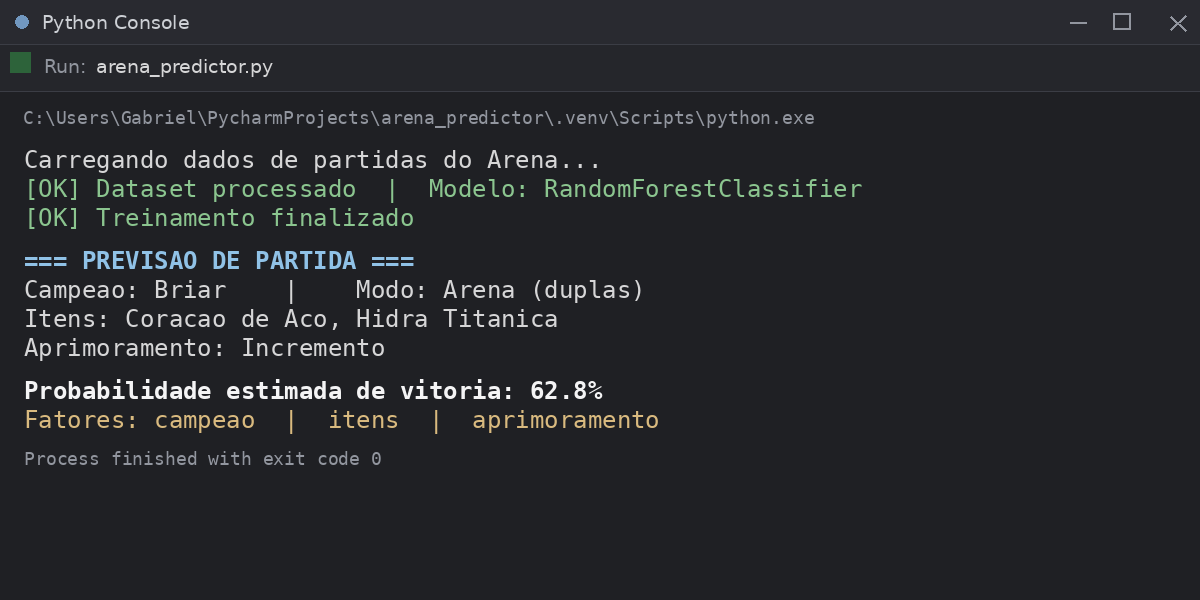 Python Console
Run: arena_predictor.py
C:\Users\Gabriel\PycharmProjects\arena_predictor\.venv\Scripts\python.exe
Carregando dados de partidas do Arena...
[OK] Dataset processado | Modelo: RandomForestClassifier
[OK] Treinamento finalizado
=== PREVISAO DE PARTIDA ===
Campeao: Briar | Modo: Arena (duplas)
Itens: Coracao de Aco, Hidra Titanica
Aprimoramento: Incremento
Probabilidade estimada de vitoria: 62.8%
Fatores: campeao | itens | aprimoramento
Process finished with exit code 0